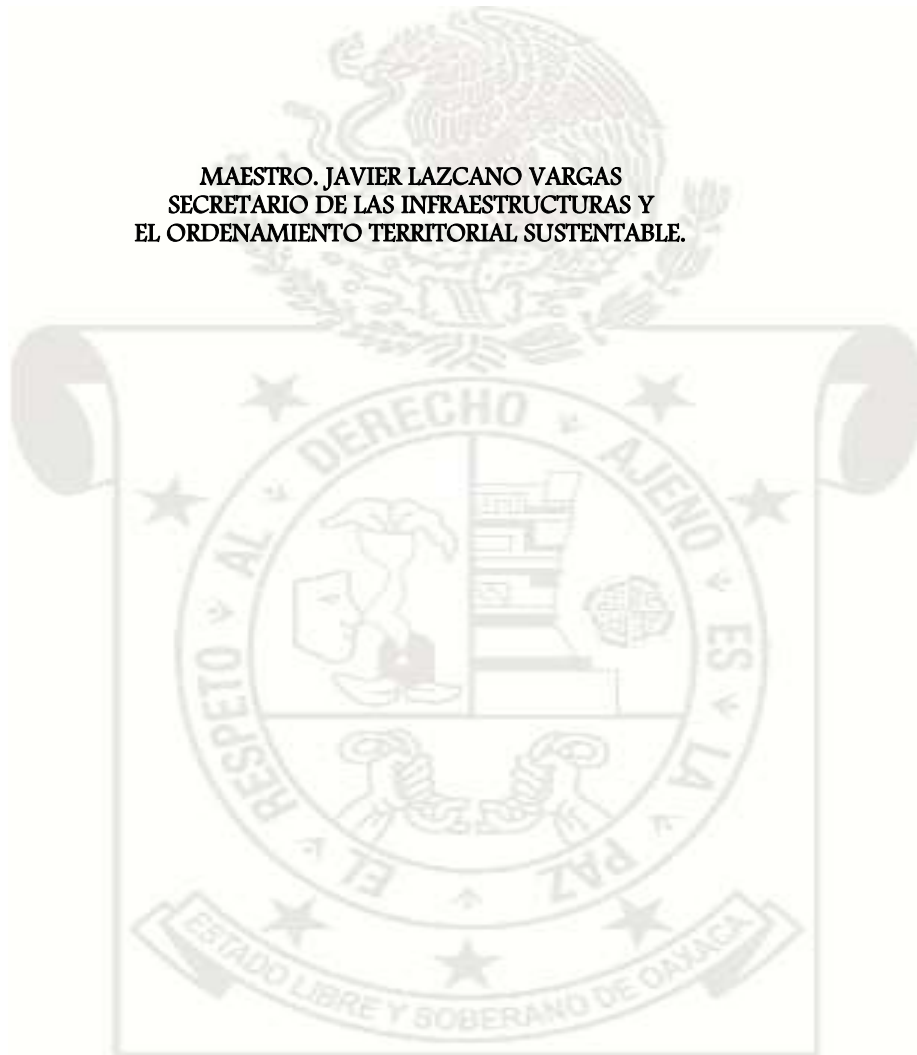 MAESTRO. JAVIER LAZCANO VARGAS
SECRETARIO DE LAS INFRAESTRUCTURAS Y
EL ORDENAMIENTO TERRITORIAL SUSTENTABLE.
EL RESPETO AL DERECHO AJENO ES LA PAZ
ESTADO LIBRE Y SOBERANO DE OAXACA